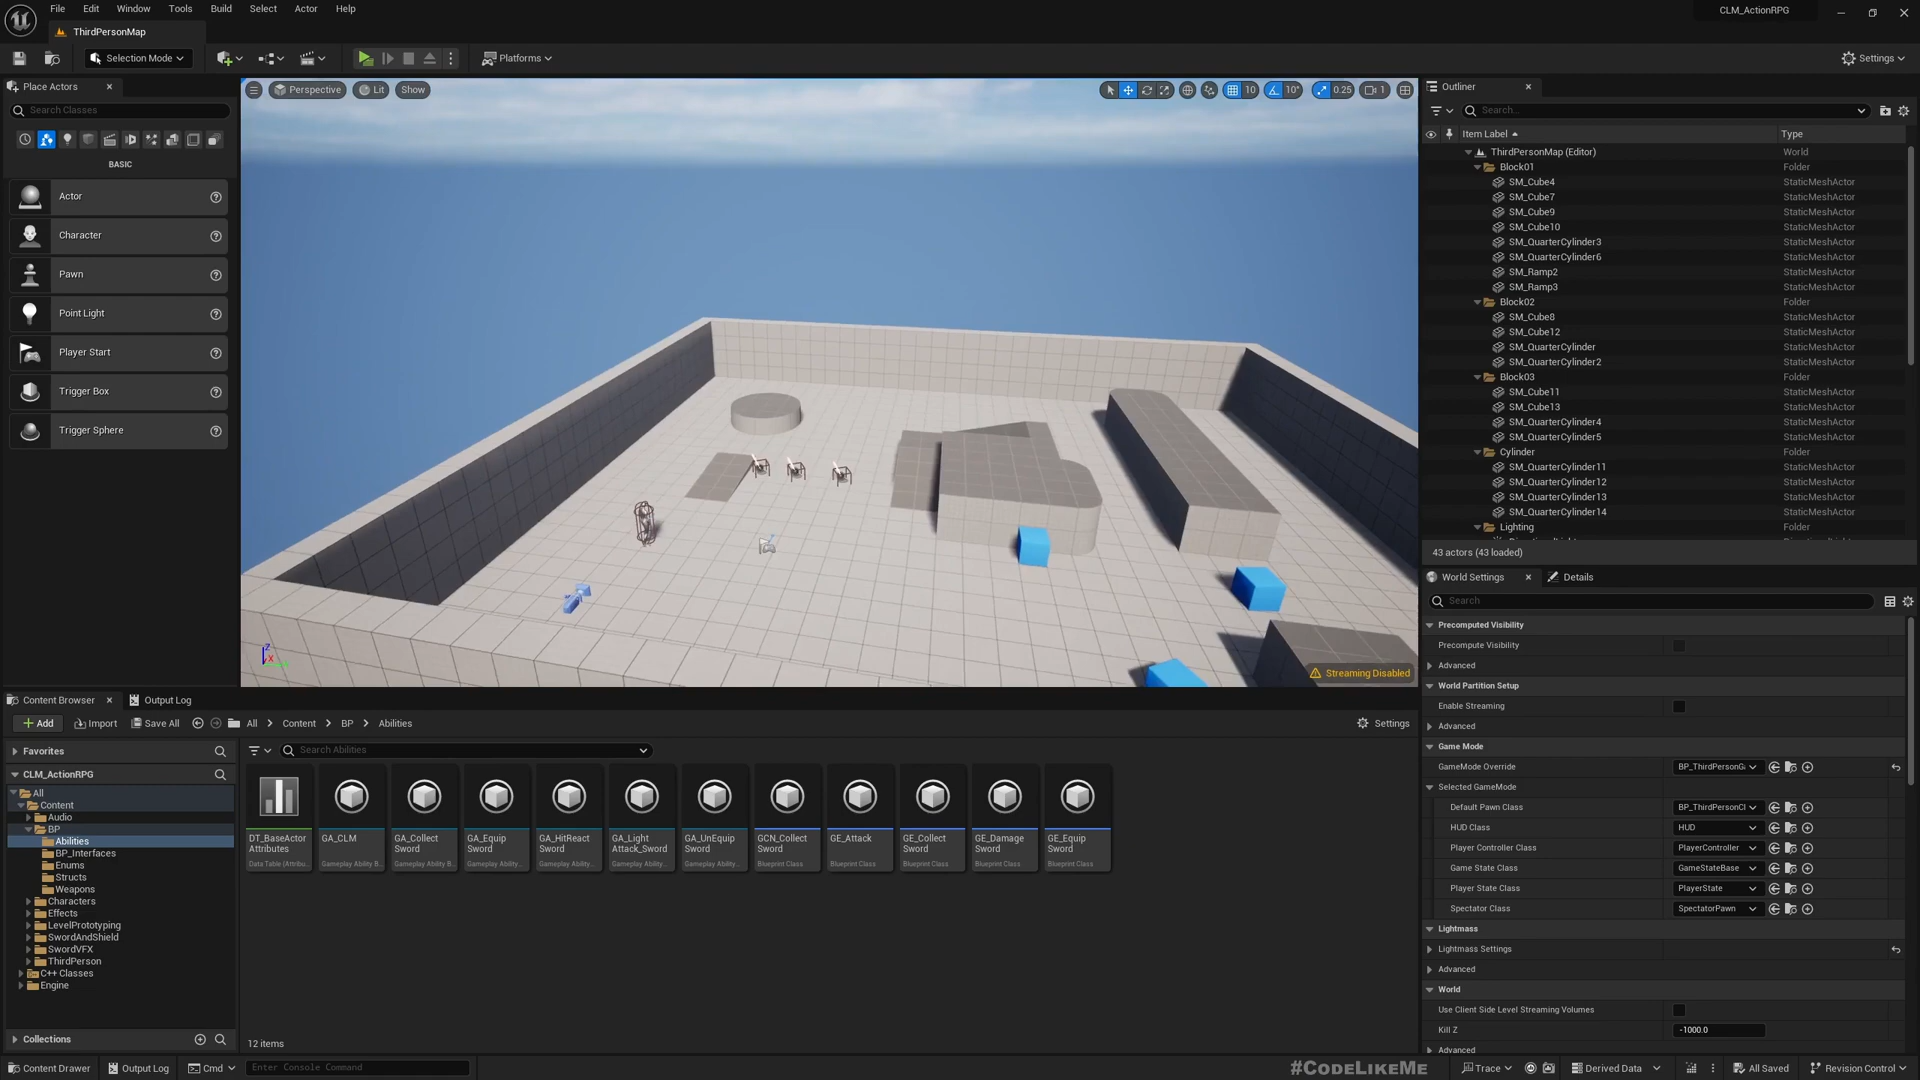 File Edit Window Tools Build Select Actor Help
CLM_ActionRPG
ThirdPersonMap
Selection Mode
Platforms
Settings
Place Actors
Search Classes
BASIC
Actor
Character
Pawn
Point Light
Player Start
Trigger Box
Trigger Sphere
Perspective Lit Show
10 10° 0.25 1
Streaming Disabled
Outliner
Search...
Item Label Type
ThirdPersonMap (Editor) World
Block01 Folder
SM_Cube4 StaticMeshActor
SM_Cube7 StaticMeshActor
SM_Cube9 StaticMeshActor
SM_Cube10 StaticMeshActor
SM_QuarterCylinder3 StaticMeshActor
SM_QuarterCylinder6 StaticMeshActor
SM_Ramp2 StaticMeshActor
SM_Ramp3 StaticMeshActor
Block02 Folder
SM_Cube8 StaticMeshActor
SM_Cube12 StaticMeshActor
SM_QuarterCylinder StaticMeshActor
SM_QuarterCylinder2 StaticMeshActor
Block03 Folder
SM_Cube11 StaticMeshActor
SM_Cube13 StaticMeshActor
SM_QuarterCylinder4 StaticMeshActor
SM_QuarterCylinder5 StaticMeshActor
Cylinder Folder
SM_QuarterCylinder11 StaticMeshActor
SM_QuarterCylinder12 StaticMeshActor
SM_QuarterCylinder13 StaticMeshActor
SM_QuarterCylinder14 StaticMeshActor
Lighting Folder
43 actors (43 loaded)
World Settings Details
Search
Precomputed Visibility
Precompute Visibility
Advanced
World Partition Setup
Enable Streaming
Advanced
Game Mode
GameMode Override BP_ThirdPersonGa
Selected GameMode
Default Pawn Class BP_ThirdPersonCl
HUD Class HUD
Player Controller Class PlayerController
Game State Class GameStateBase
Player State Class PlayerState
Spectator Class SpectatorPawn
Lightmass
Lightmass Settings
Advanced
World
Use Client Side Level Streaming Volumes
Kill Z -1000.0
Advanced
Content Browser Output Log
Add Import Save All All Content BP Abilities
Settings
Favorites
CLM_ActionRPG
All
Content
Audio
BP
Abilities
BP_Interfaces
Enums
Structs
Weapons
Characters
Effects
LevelPrototyping
SwordAndShield
SwordVFX
ThirdPerson
C++ Classes
Engine
Collections
Search Abilities
DT_BaseActor Attributes
Data Table (Attribu..
GA_CLM
Gameplay Ability B..
GA_Collect Sword
Gameplay Ability B..
GA_Equip Sword
Gameplay Ability...
GA_HitReact Sword
Gameplay Ability...
GA_Light Attack_Sword
Gameplay Ability...
GA_UnEquip Sword
Gameplay Ability...
GCN_Collect Sword
Blueprint Class
GE_Attack
Blueprint Class
GE_Collect Sword
Blueprint Class
GE_Damage Sword
Blueprint Class
GE_Equip Sword
Blueprint Class
12 items
Content Drawer Output Log Cmd Enter Console Command
#CODELIKEME
Trace Derived Data All Saved Revision Control